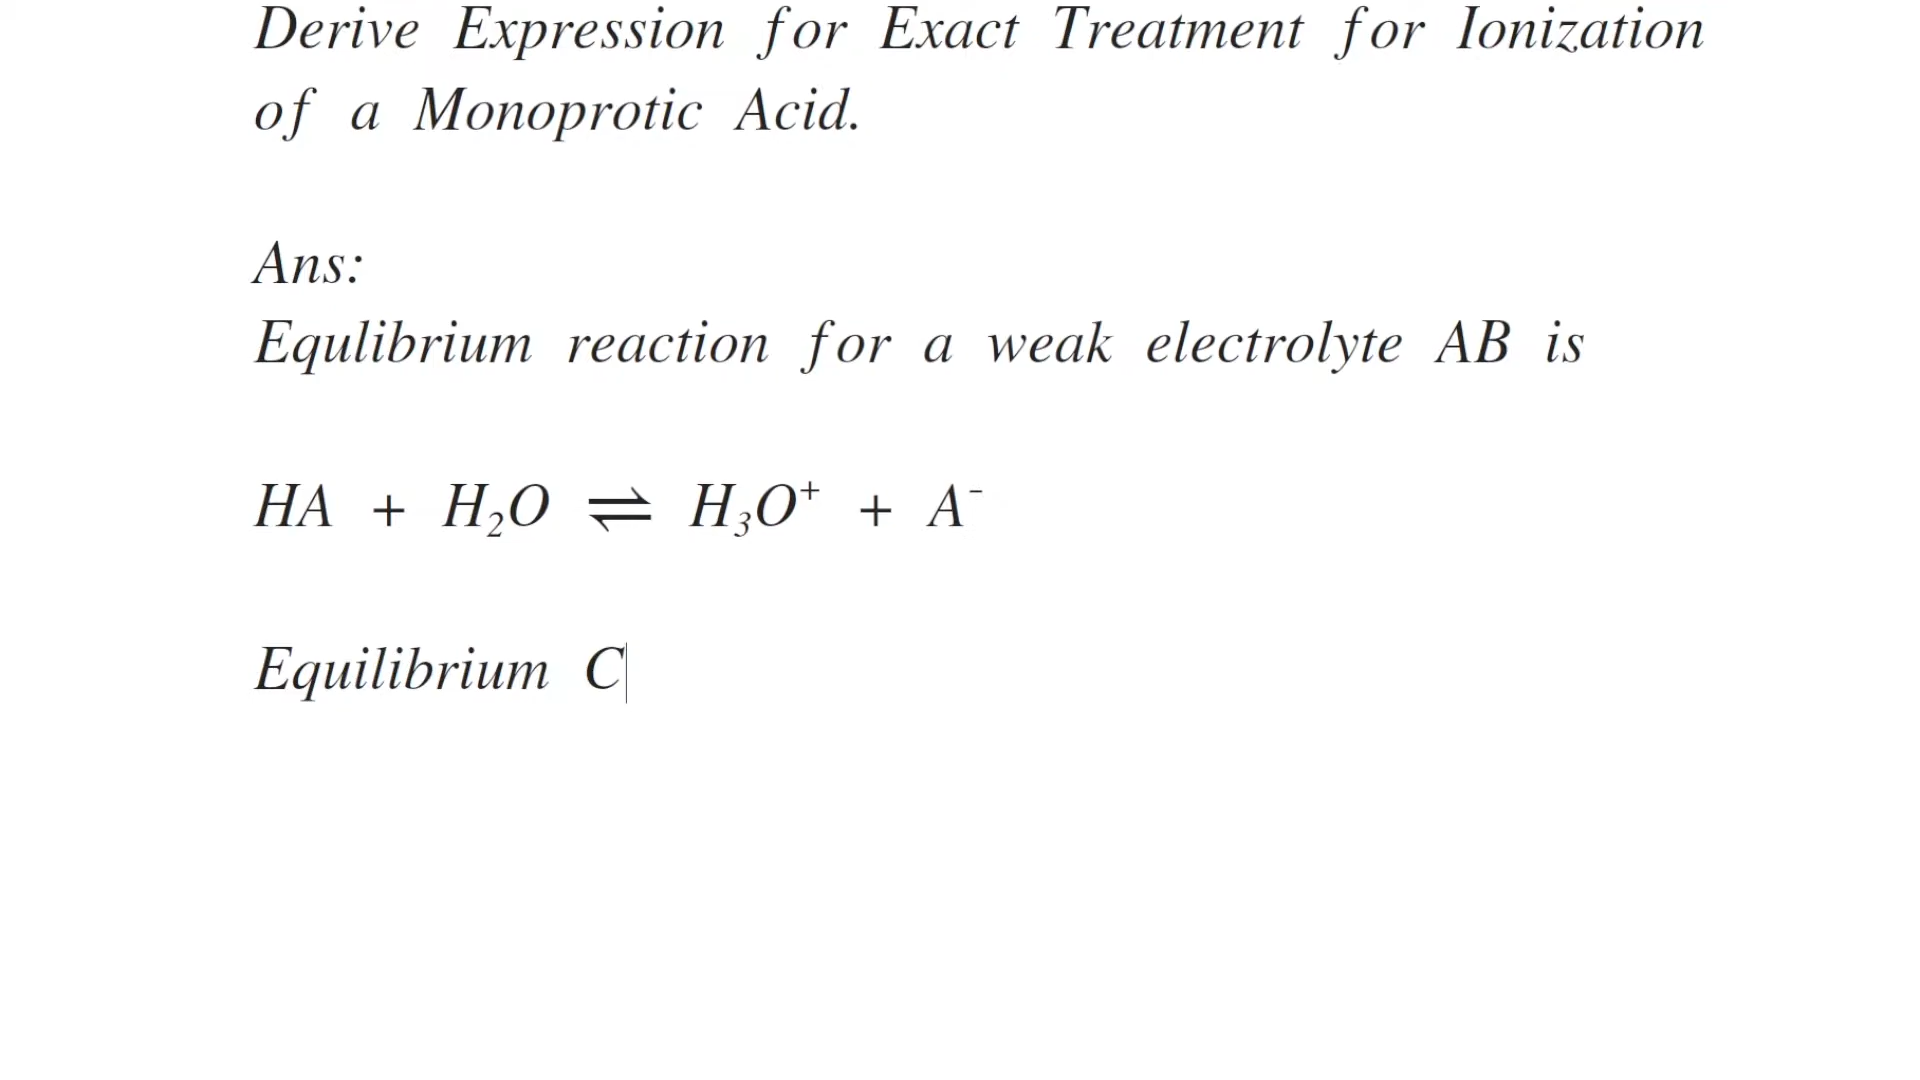 Derive Expression for Exact Treatment for Ionization
of a Monoprotic Acid.
Ans:
Equlibrium reaction for a weak electrolyte AB is
HA + H₂O ⇌ H₃O⁺ + A⁻
Equilibrium C